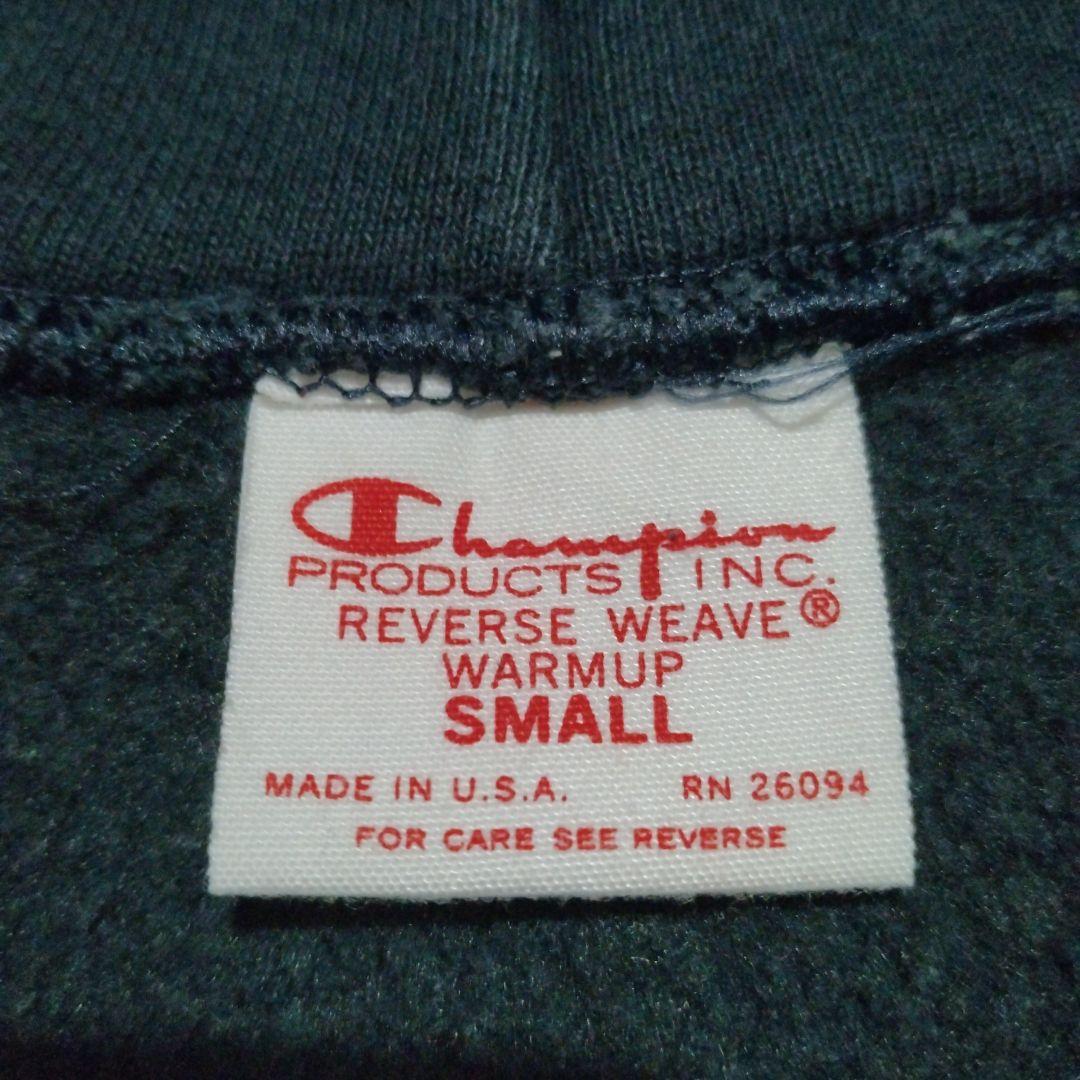 Champion
PRODUCTS INC.
REVERSE WEAVE®
WARMUP
SMALL
MADE IN U.S.A. RN 26094
FOR CARE SEE REVERSE